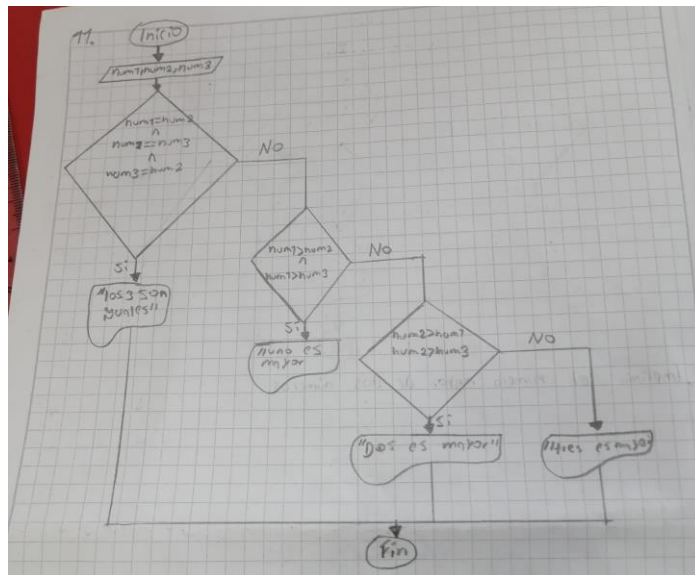 11.
Inicio
num1,num2,num3
num1=num2
^
num2==num3
^
num3=num2
NO
Si
"los 3 son
iguales"
num1>num2
^
num1>num3
NO
Si
"uno es
mayor
num2>num1
num2>num3
NO
Si
"Dos es mayor"
"tres es mayor
Fin